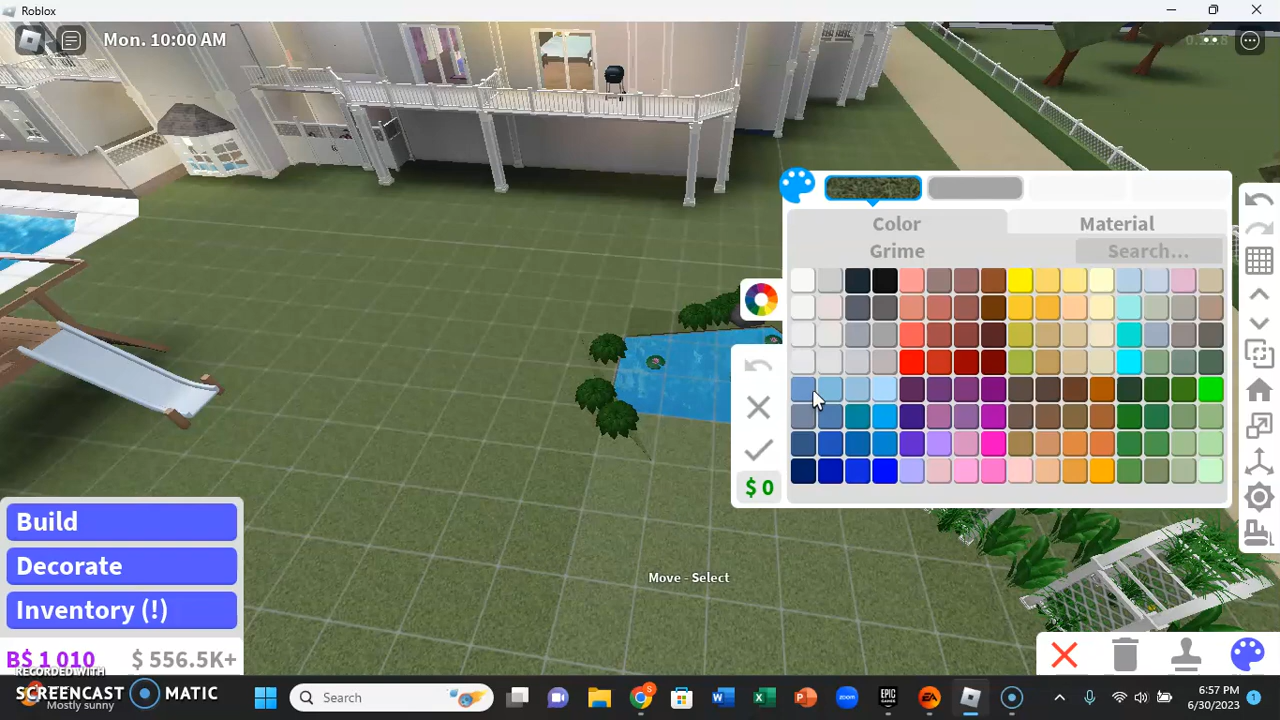 Roblox
Mon. 10:00 AM
Color
Material
Grime
Search...
$ 0
Build
Decorate
Inventory (!)
Move - Select
B$ 1 010
$ 556.5K+
RECORDED WITH
SCREENCAST MATIC
Mostly sunny
Search
zoom
6:57 PM
6/30/2023